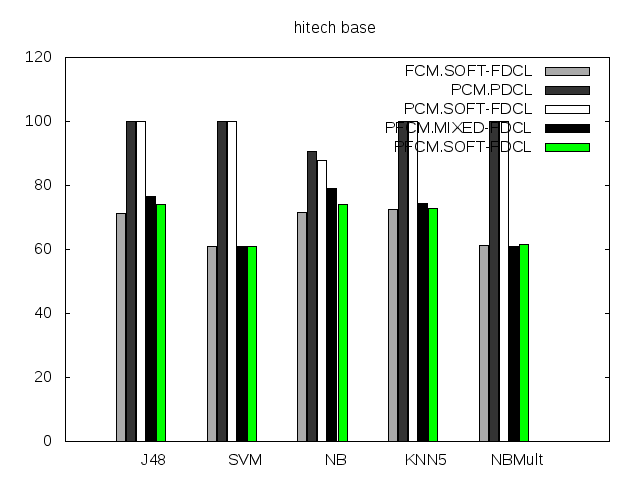 hitech base
120
100
80
60
40
20
0
FCM.SOFT-FDCL
PCM.PDCL
PCM.SOFT-FDCL
PFCM.MIXED-PDCL
PFCM.SOFT-FDCL
J48 SVM NB KNN5 NBMult